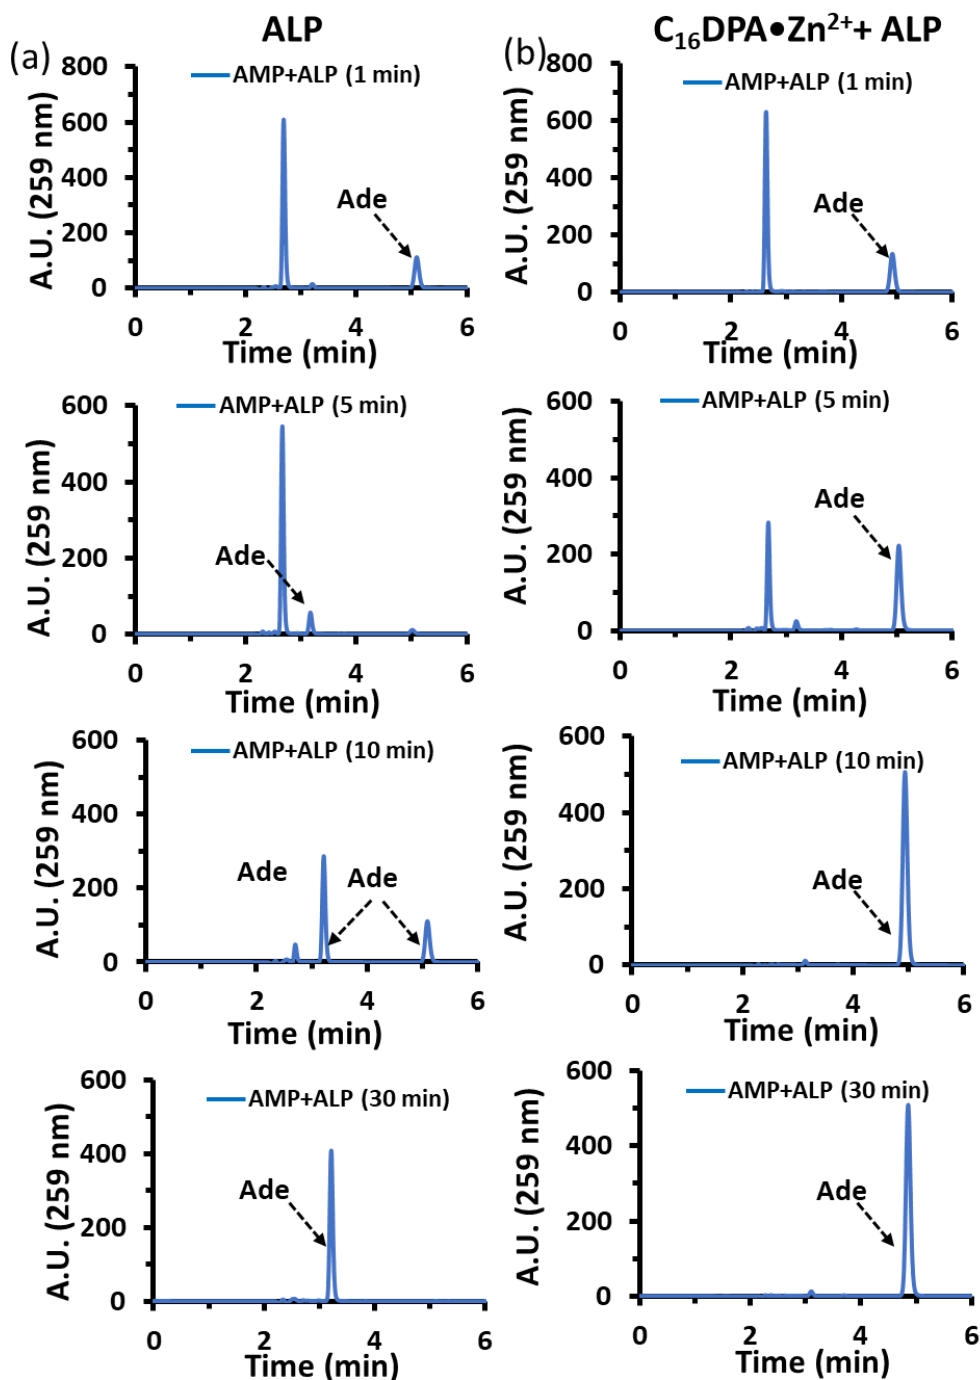 ALP
C₁₆DPA•Zn²⁺+ ALP
(a)
A.U. (259 nm)
800
600
400
200
0
AMP+ALP (1 min)
Ade
0 2 4 6
Time (min)
(b)
A.U. (259 nm)
800
600
400
200
0
AMP+ALP (1 min)
Ade
0 2 4 6
Time (min)
A.U. (259 nm)
600
400
200
0
AMP+ALP (5 min)
Ade
0 2 4 6
Time (min)
A.U. (259 nm)
600
400
200
0
AMP+ALP (5 min)
Ade
0 2 4 6
Time (min)
A.U. (259 nm)
600
400
200
0
AMP+ALP (10 min)
Ade Ade
0 2 4 6
Time (min)
A.U. (259 nm)
600
400
200
0
AMP+ALP (10 min)
Ade
0 2 4 6
Time (min)
A.U. (259 nm)
600
400
200
0
AMP+ALP (30 min)
Ade
0 2 4 6
Time (min)
A.U. (259 nm)
600
400
200
0
AMP+ALP (30 min)
Ade
0 2 4 6
Time (min)